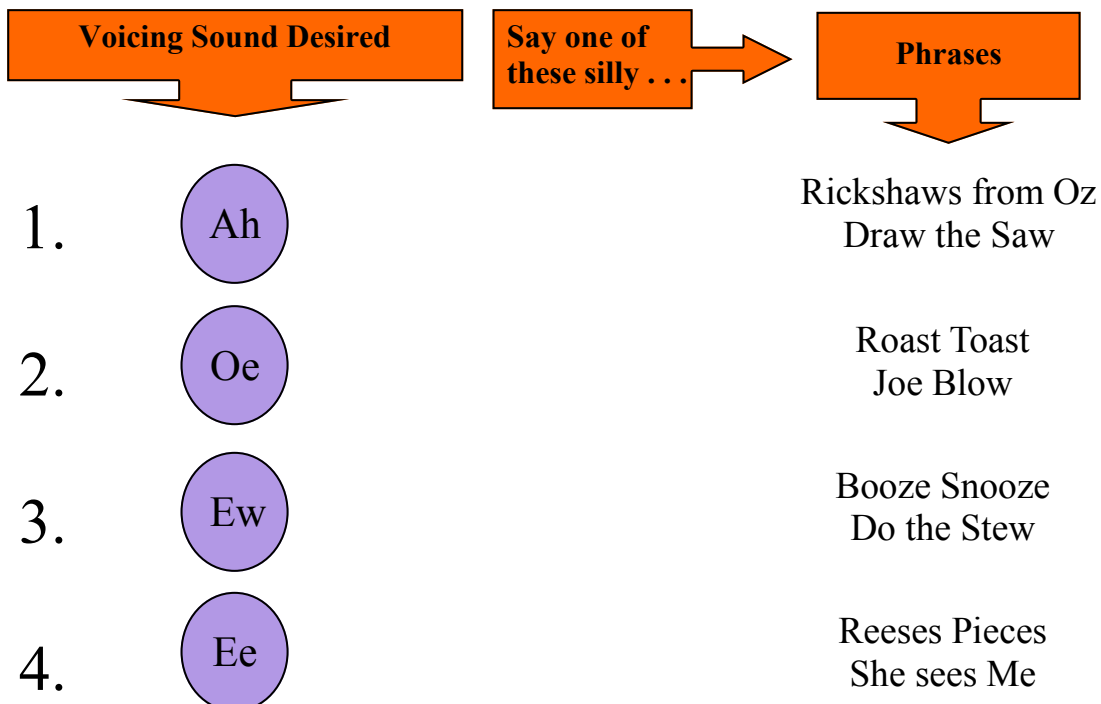 Voicing Sound Desired
Say one of
these silly . . .
Phrases
1.
Ah
Rickshaws from Oz
Draw the Saw
2.
Oe
Roast Toast
Joe Blow
3.
Ew
Booze Snooze
Do the Stew
4.
Ee
Reeses Pieces
She sees Me